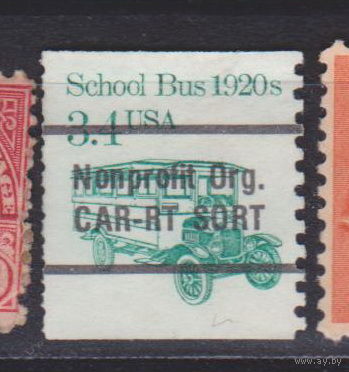 School Bus 1920s
3.4 USA
Nonprofit Org.
CAR-RT SORT
www.ay.by